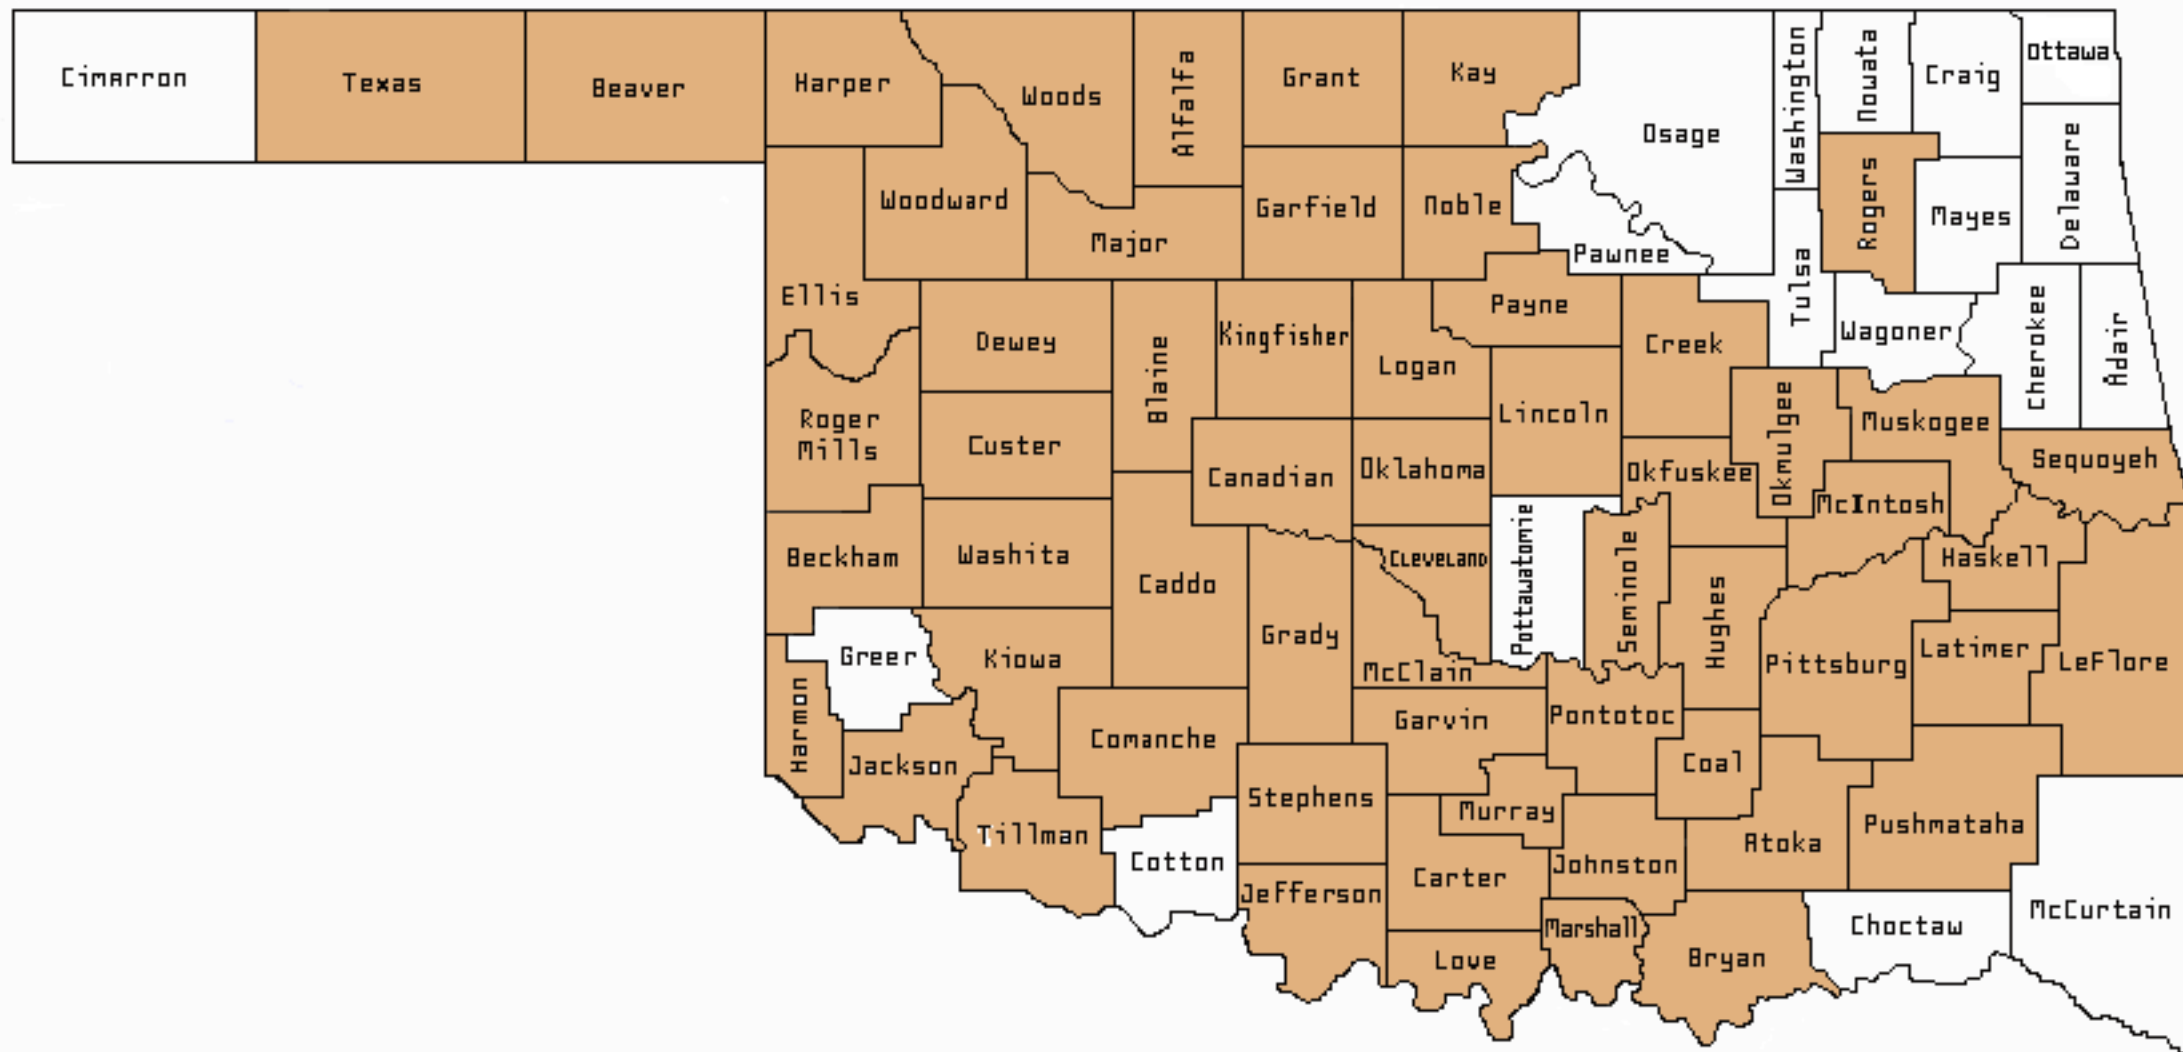 Cimarron
Texas
Beaver
Harper
Woods
Alfalfa
Grant
Kay
Osage
Washington
Nowata
Craig
Ottawa
Woodward
Major
Garfield
Noble
Pawnee
Tulsa
Rogers
Mayes
Delaware
Ellis
Dewey
Blaine
Kingfisher
Logan
Payne
Creek
Wagoner
Cherokee
Adair
Roger
Mills
Custer
Canadian
Oklahoma
Lincoln
Okfuskee
Okmulgee
Muskogee
McIntosh
Sequoyeh
Beckham
Washita
Caddo
Grady
Cleveland
Pottawatomie
Seminole
Hughes
Haskell
Greer
Kiowa
McClain
Pittsburg
Latimer
LeFlore
Harmon
Jackson
Comanche
Garvin
Pontotoc
Coal
Tillman
Cotton
Stephens
Murray
Johnston
Atoka
Pushmataha
Jefferson
Carter
Marshall
Love
Bryan
Choctaw
McCurtain